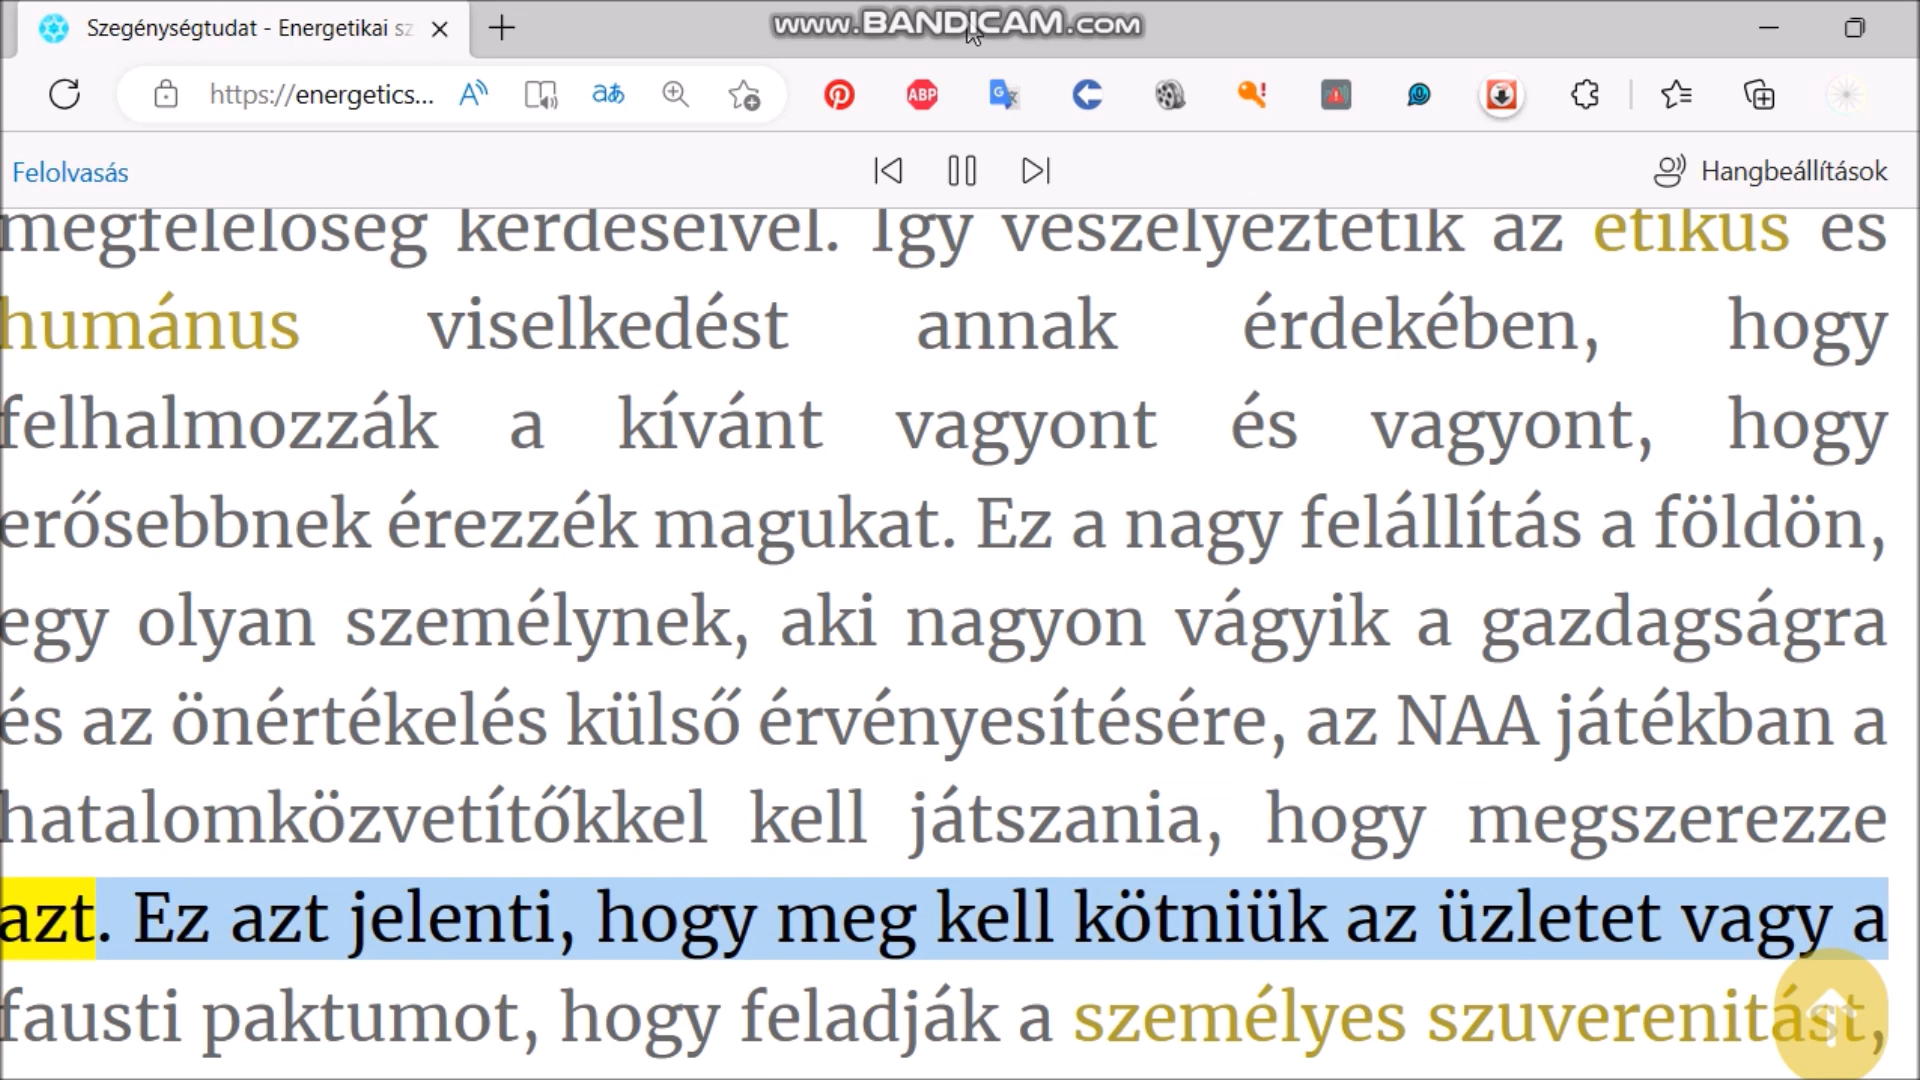 Szegénységtudat - Energetikai sz
www.BANDICAM.com
https://energetics...
ABP
Felolvasás
Hangbeállítások
megfelelőség kérdéseivel. Így veszélyeztetik az etikus és
humánus viselkedést annak érdekében, hogy
felhalmozzák a kívánt vagyont és vagyont, hogy
erősebbnek érezzék magukat. Ez a nagy felállítás a földön,
egy olyan személynek, aki nagyon vágyik a gazdagságra
és az önértékelés külső érvényesítésére, az NAA játékban a
hatalomközvetítőkkel kell játszania, hogy megszerezze
azt. Ez azt jelenti, hogy meg kell kötniük az üzletet vagy a
fausti paktumot, hogy feladják a személyes szuverenitást,